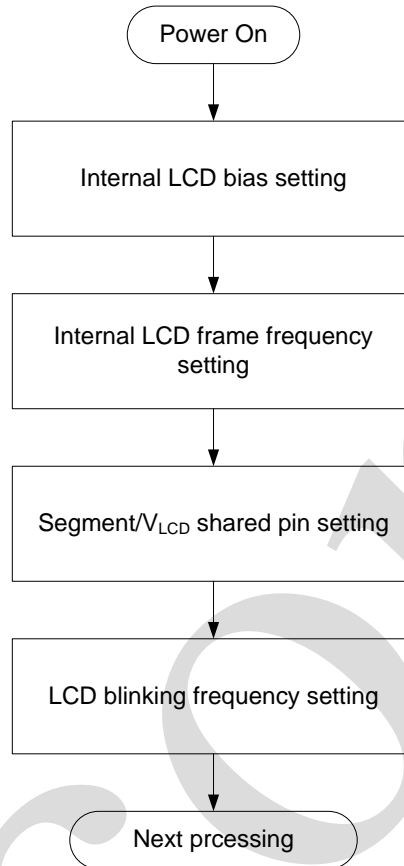 Power On
Internal LCD bias setting
Internal LCD frame frequency
setting
Segment/V_LCD shared pin setting
LCD blinking frequency setting
Next prcessing